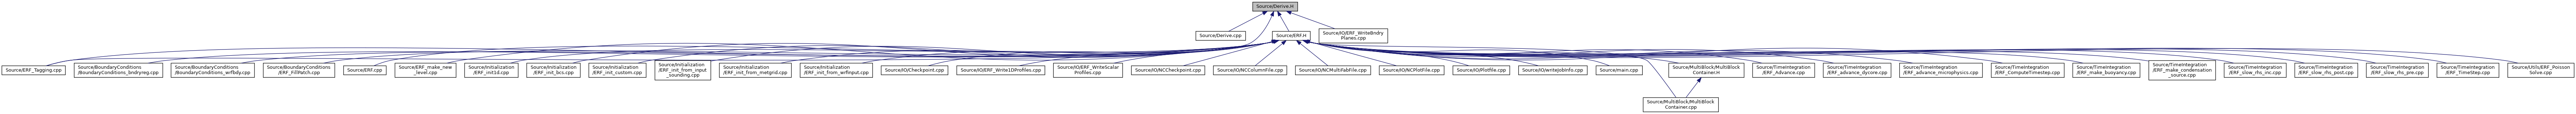 Source/Derive.H
Source/Derive.cpp
Source/ERF.H
Source/IO/ERF_WriteBndry
Planes.cpp
Source/ERF_Tagging.cpp
Source/BoundaryConditions
/BoundaryConditions_bndryreg.cpp
Source/BoundaryConditions
/BoundaryConditions_wrfbdy.cpp
Source/BoundaryConditions
/ERF_FillPatch.cpp
Source/ERF.cpp
Source/ERF_make_new
_level.cpp
Source/Initialization
/ERF_init1d.cpp
Source/Initialization
/ERF_init_bcs.cpp
Source/Initialization
/ERF_init_custom.cpp
Source/Initialization
/ERF_init_from_input
_sounding.cpp
Source/Initialization
/ERF_init_from_metgrid.cpp
Source/Initialization
/ERF_init_from_wrfinput.cpp
Source/IO/Checkpoint.cpp
Source/IO/ERF_Write1DProfiles.cpp
Source/IO/ERF_WriteScalar
Profiles.cpp
Source/IO/NCCheckpoint.cpp
Source/IO/NCColumnFile.cpp
Source/IO/NCMultiFabFile.cpp
Source/IO/NCPlotFile.cpp
Source/IO/Plotfile.cpp
Source/IO/writeJobInfo.cpp
Source/main.cpp
Source/MultiBlock/MultiBlock
Container.H
Source/TimeIntegration
/ERF_Advance.cpp
Source/TimeIntegration
/ERF_advance_dycore.cpp
Source/TimeIntegration
/ERF_advance_microphysics.cpp
Source/TimeIntegration
/ERF_ComputeTimestep.cpp
Source/TimeIntegration
/ERF_make_buoyancy.cpp
Source/TimeIntegration
/ERF_make_condensation
_source.cpp
Source/TimeIntegration
/ERF_slow_rhs_inc.cpp
Source/TimeIntegration
/ERF_slow_rhs_post.cpp
Source/TimeIntegration
/ERF_slow_rhs_pre.cpp
Source/TimeIntegration
/ERF_TimeStep.cpp
Source/Utils/ERF_Poisson
Solve.cpp
Source/MultiBlock/MultiBlock
Container.cpp